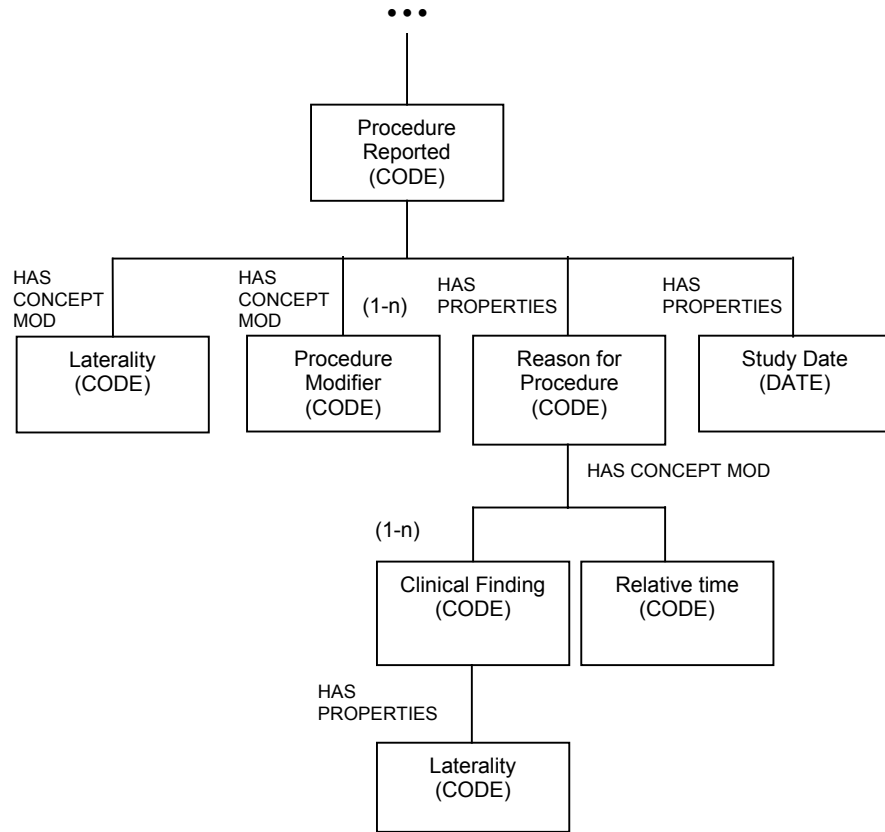 •••
Procedure
Reported
(CODE)
HAS
CONCEPT
MOD
HAS
CONCEPT
MOD
(1-n)
HAS
PROPERTIES
HAS
PROPERTIES
Laterality
(CODE)
Procedure
Modifier
(CODE)
Reason for
Procedure
(CODE)
Study Date
(DATE)
HAS CONCEPT MOD
(1-n)
Clinical Finding
(CODE)
Relative time
(CODE)
HAS
PROPERTIES
Laterality
(CODE)